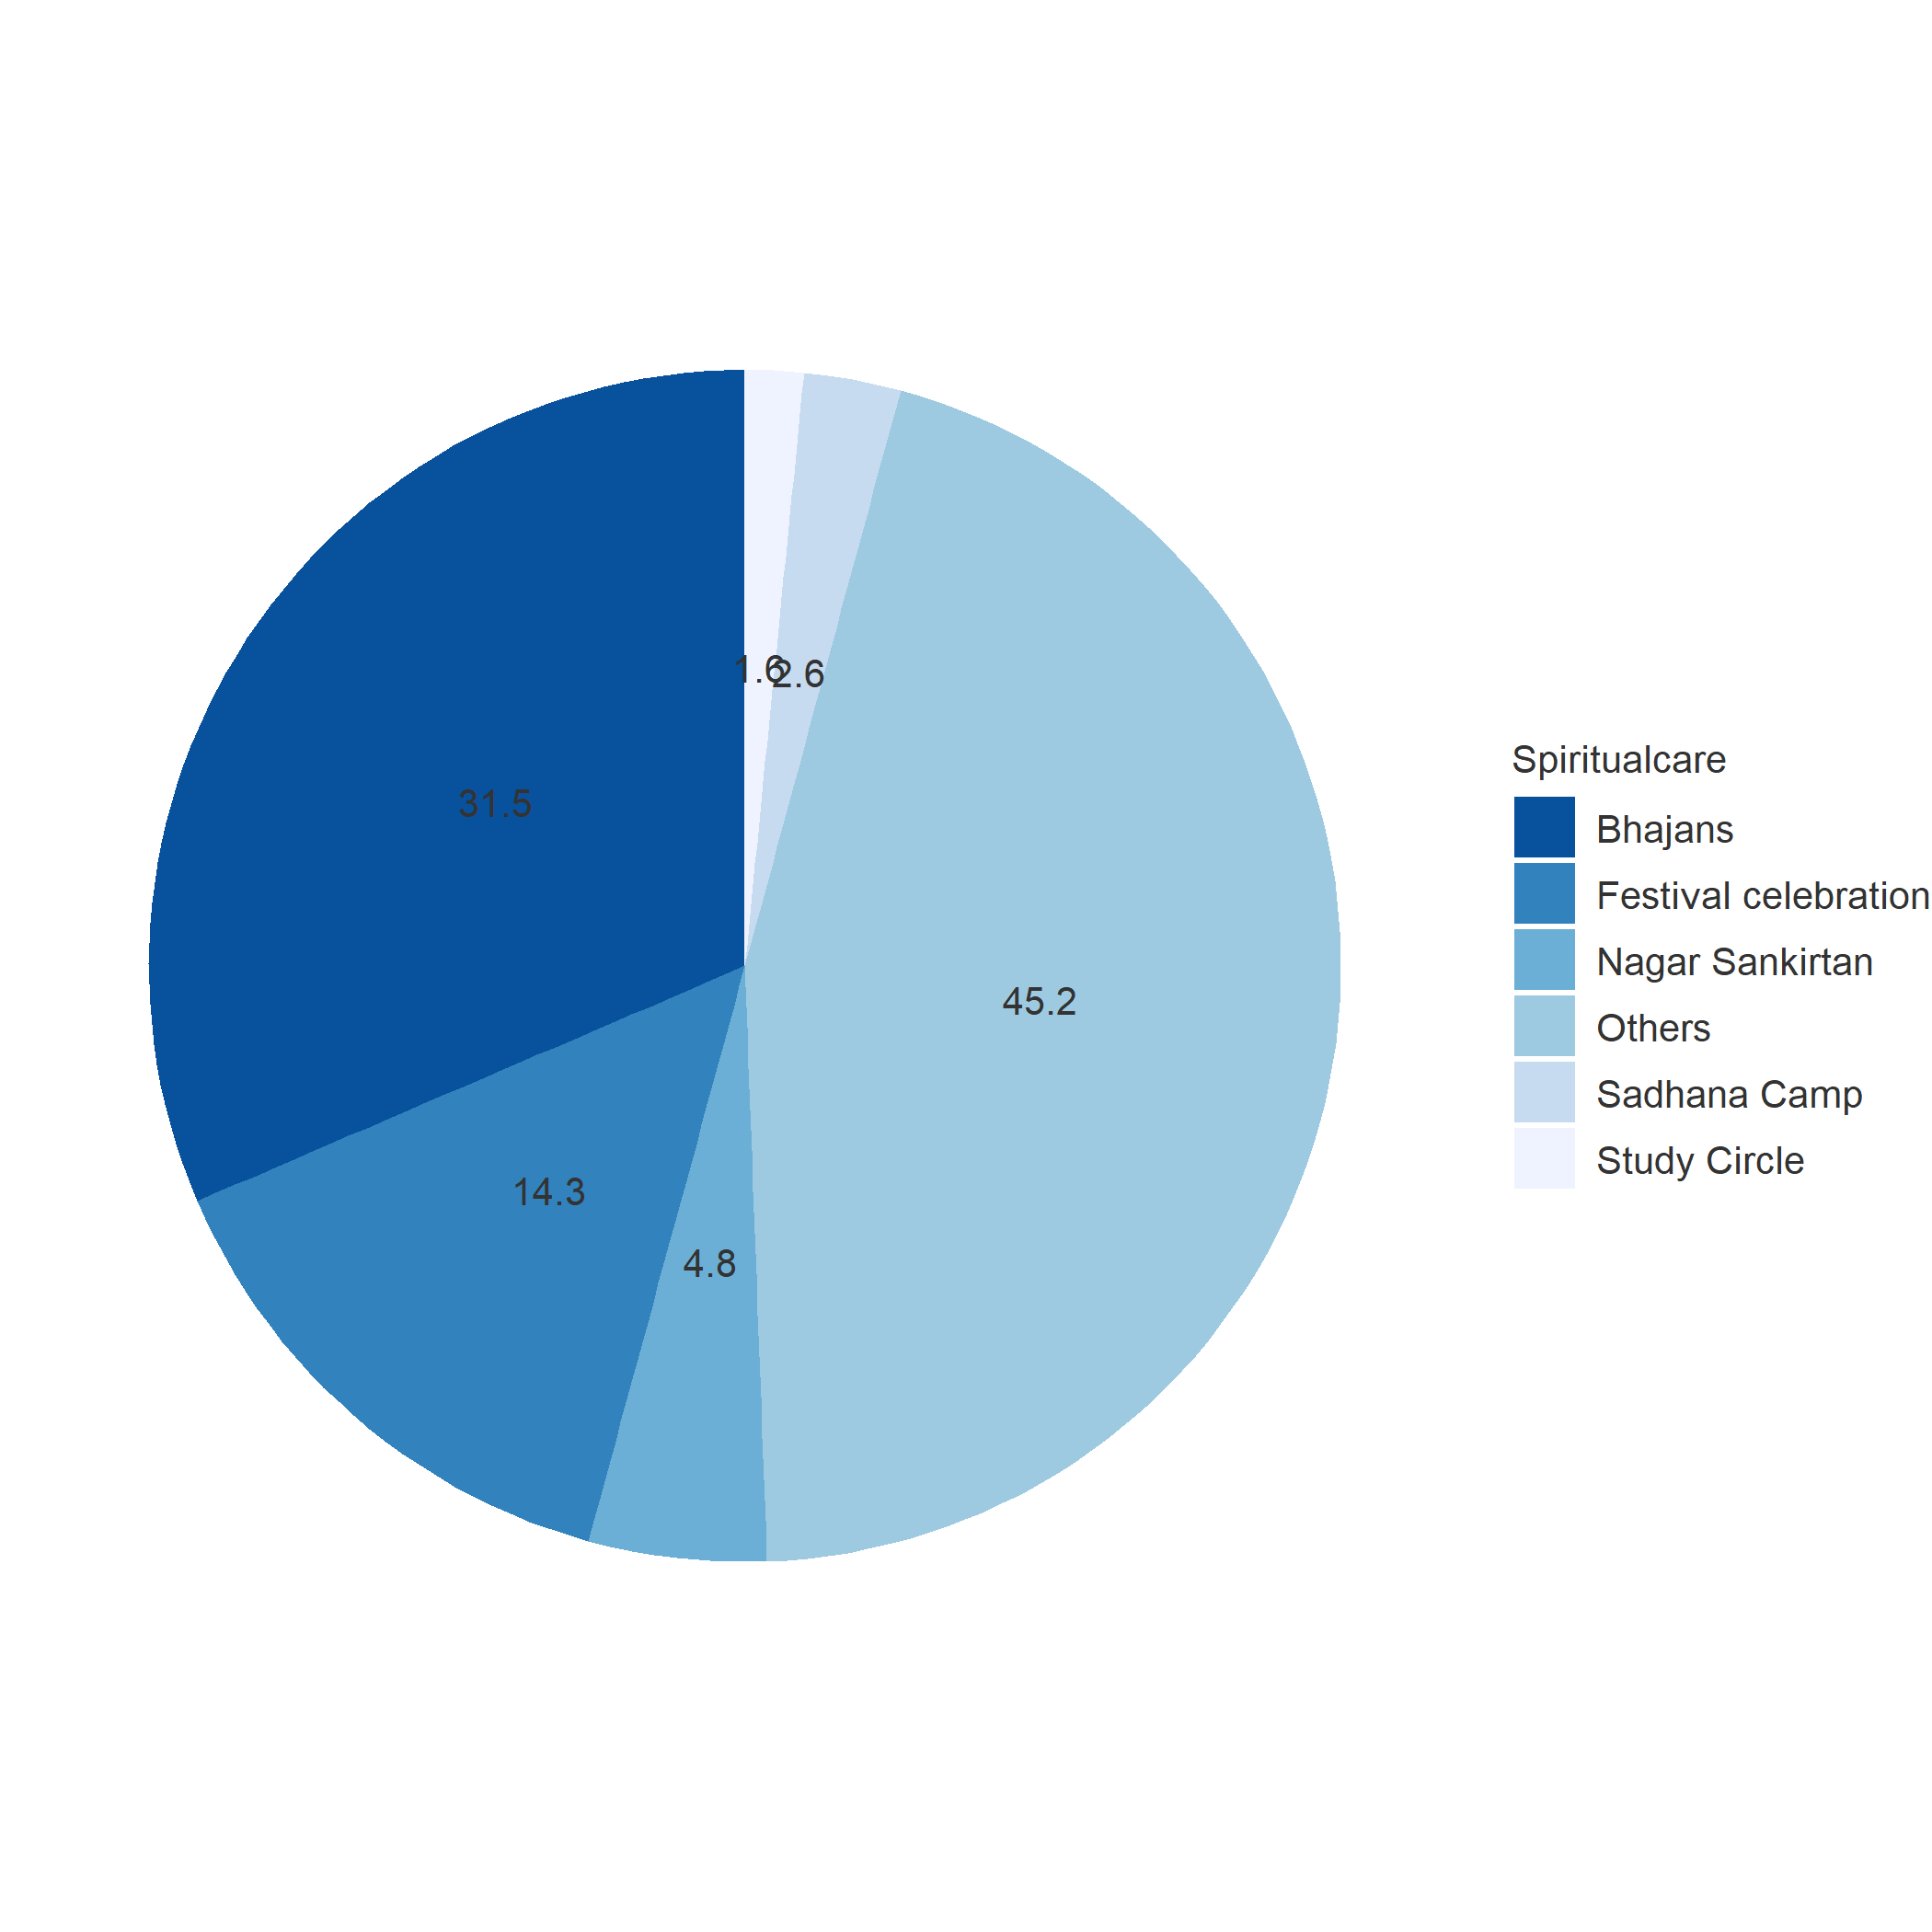 1.6
2.6
31.5
45.2
14.3
4.8
Spiritualcare
Bhajans
Festival celebration
Nagar Sankirtan
Others
Sadhana Camp
Study Circle